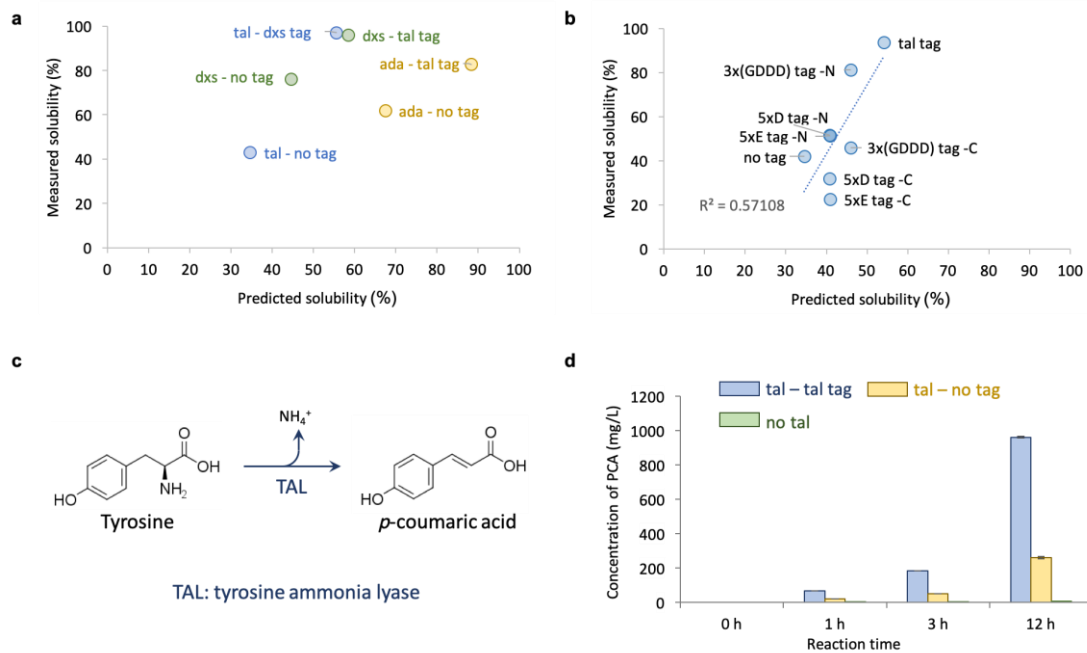 a
Measured solubility (%)
100
80
60
40
20
0
0 10 20 30 40 50 60 70 80 90 100
Predicted solubility (%)
tal - dxs tag
dxs - tal tag
ada - tal tag
dxs - no tag
ada - no tag
tal - no tag
b
Measured solubility (%)
100
80
60
40
20
0
0 10 20 30 40 50 60 70 80 90 100
Predicted solubility (%)
tal tag
3x(GDDD) tag -N
5xD tag -N
5xE tag -N
3x(GDDD) tag -C
no tag
5xD tag -C
5xE tag -C
R² = 0.57108
c
NH₄⁺
O
OH
NH₂
HO
TAL
O
OH
HO
Tyrosine
p-coumaric acid
TAL: tyrosine ammonia lyase
d
tal – tal tag
tal – no tag
no tal
Concentration of PCA (mg/L)
1200
1000
800
600
400
200
0
0 h 1 h 3 h 12 h
Reaction time